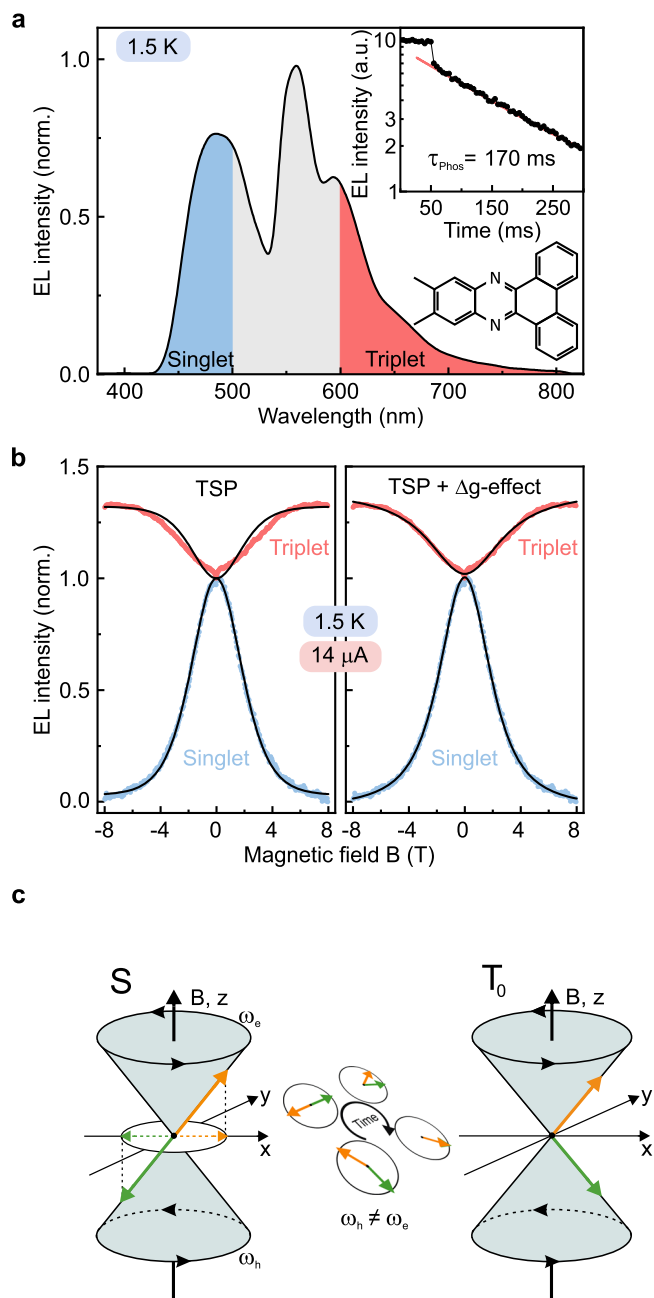 a
1.5 K
EL intensity (norm.)
1.0
0.5
0.0
Singlet
Triplet
400
500
600
700
800
Wavelength (nm)
EL intensity (a.u.)
10
3
2
1
τPhos = 170 ms
50
150
250
Time (ms)
N
N
b
EL intensity (norm.)
1.5
1.0
0.5
0.0
TSP
Triplet
Singlet
TSP + Δg-effect
Triplet
Singlet
1.5 K
14 μA
-8
-4
0
4
8
-8
-4
0
4
8
Magnetic field B (T)
c
S
B, z
ωe
y
x
ωh
Time
ωh ≠ ωe
T0
B, z
y
x